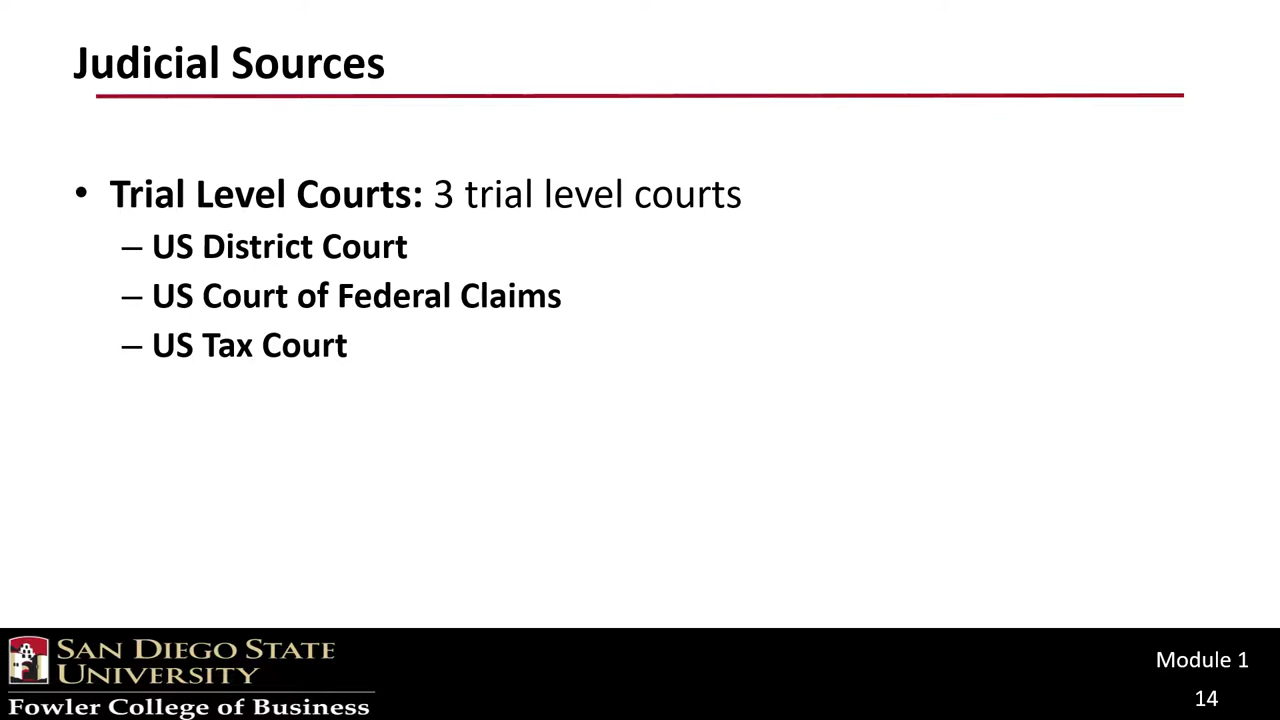 Judicial Sources
• Trial Level Courts: 3 trial level courts
– US District Court
– US Court of Federal Claims
– US Tax Court
SAN DIEGO STATE
UNIVERSITY
Fowler College of Business
Module 1
14